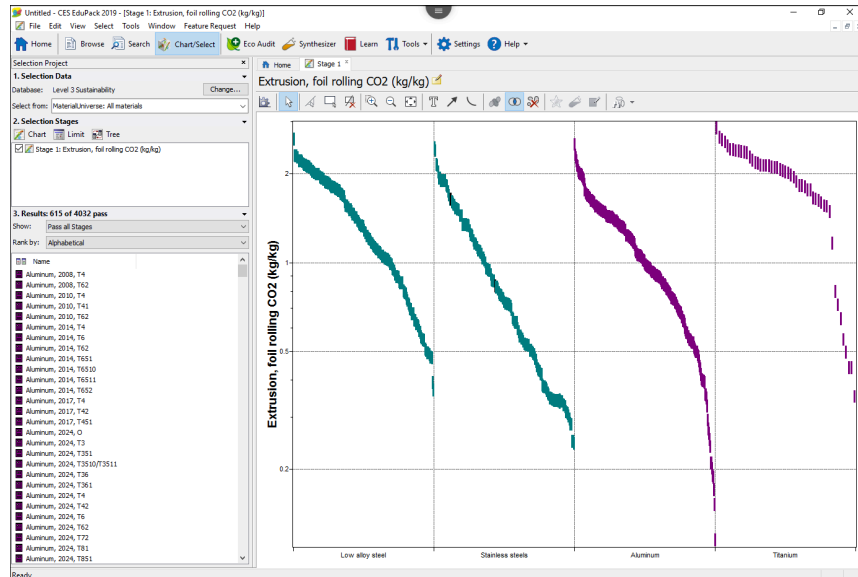 Untitled - CES EduPack 2019 - [Stage 1: Extrusion, foil rolling CO2 (kg/kg)]
File Edit View Select Tools Window Feature Request Help
Home Browse Search Chart/Select Eco Audit Synthesizer Learn Tools Settings Help
Selection Project
1. Selection Data
Database: Level 3 Sustainability Change...
Select from: MaterialUniverse: All materials
2. Selection Stages
Chart Limit Tree
Stage 1: Extrusion, foil rolling CO2 (kg/kg)
3. Results: 615 of 4032 pass
Show: Pass all Stages
Rank by: Alphabetical
Name
Aluminum, 2008, T4
Aluminum, 2008, T62
Aluminum, 2010, T4
Aluminum, 2010, T41
Aluminum, 2010, T62
Aluminum, 2014, T4
Aluminum, 2014, T6
Aluminum, 2014, T62
Aluminum, 2014, T651
Aluminum, 2014, T6510
Aluminum, 2014, T6511
Aluminum, 2014, T652
Aluminum, 2017, T4
Aluminum, 2017, T42
Aluminum, 2017, T451
Aluminum, 2024, O
Aluminum, 2024, T3
Aluminum, 2024, T351
Aluminum, 2024, T3510/T3511
Aluminum, 2024, T36
Aluminum, 2024, T361
Aluminum, 2024, T4
Aluminum, 2024, T42
Aluminum, 2024, T6
Aluminum, 2024, T62
Aluminum, 2024, T72
Aluminum, 2024, T81
Aluminum, 2024, T851
Ready
Home Stage 1
Extrusion, foil rolling CO2 (kg/kg)
Extrusion, foil rolling CO2 (kg/kg)
2
1
0.5
0.2
Low alloy steel Stainless steels Aluminum Titanium